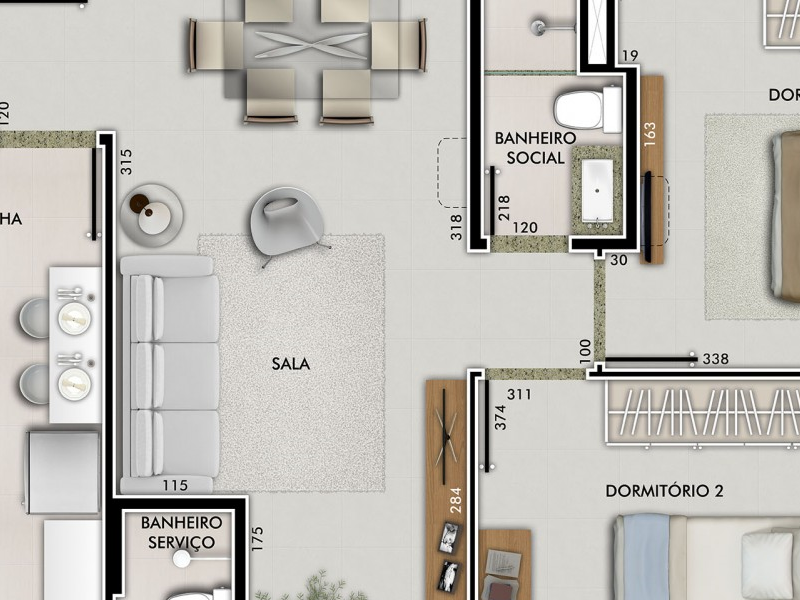 19
DOR
120
163
BANHEIRO
SOCIAL
315
218
HA
318
120
30
100
338
SALA
311
374
115
284
DORMITÓRIO 2
BANHEIRO
SERVIÇO
175